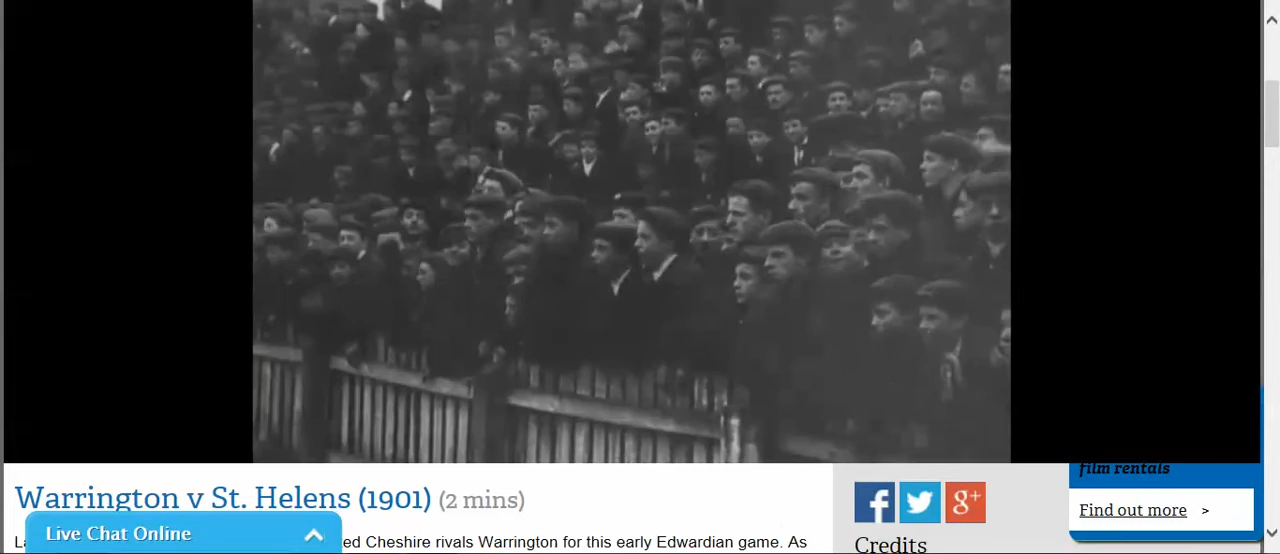 Warrington v St. Helens (1901) (2 mins)
Live Chat Online
ed Cheshire rivals Warrington for this early Edwardian game. As
f
g+
Credits
film rentals
Find out more >